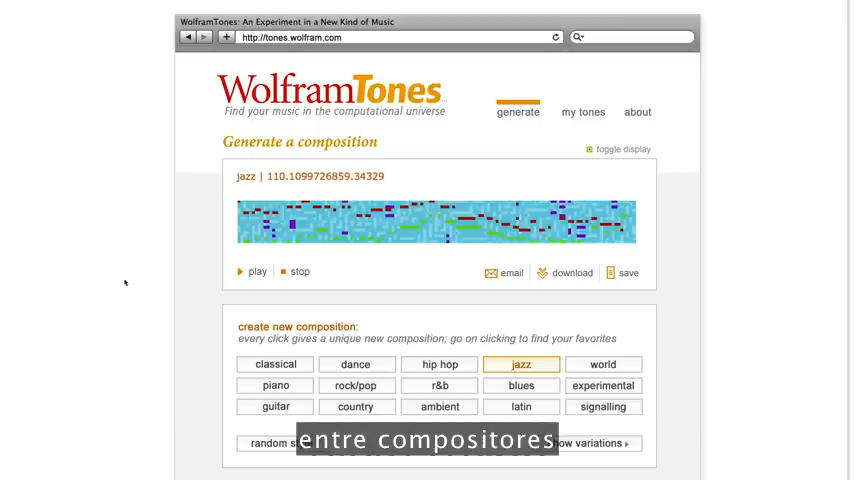 WolframTones: An Experiment in a New Kind of Music
http://tones.wolfram.com
WolframTones
Find your music in the computational universe
generate my tones about
Generate a composition
toggle display
jazz | 110.1099726859.34329
play stop email download save
create new composition:
every click gives a unique new composition; go on clicking to find your favorites
classical dance hip hop jazz world
piano rock/pop r&b blues experimental
guitar country ambient latin signalling
random
entre compositores
variations